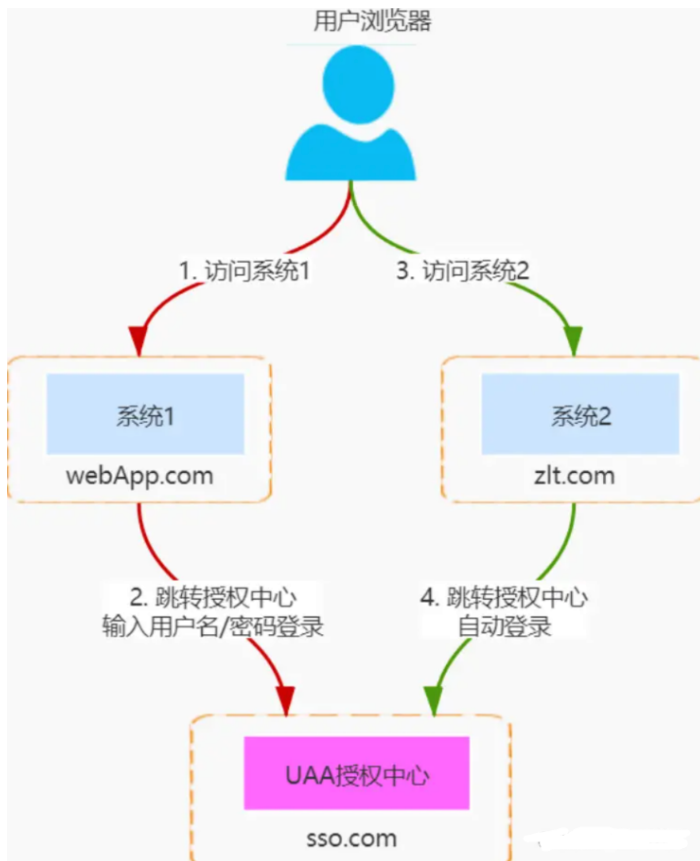 用户浏览器
1. 访问系统1
3. 访问系统2
系统1
webApp.com
系统2
zlt.com
2. 跳转授权中心
输入用户名/密码登录
4. 跳转授权中心
自动登录
UAA授权中心
sso.com